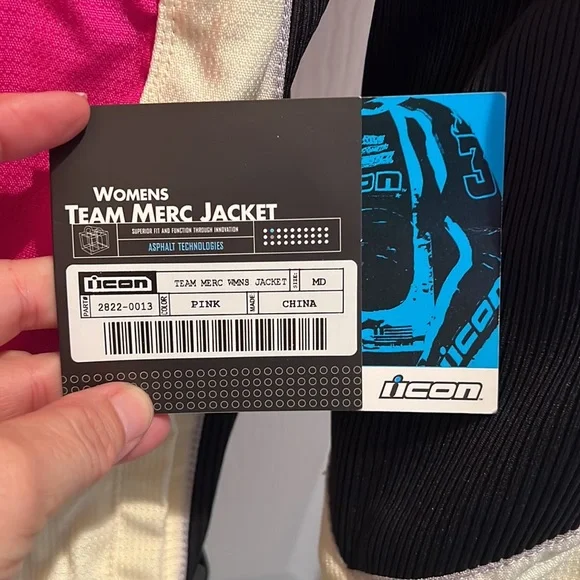 WOMENS
TEAM MERC JACKET
SUPERIOR FIT AND FUNCTION THROUGH INNOVATION
ASPHALT TECHNOLOGIES
icon TEAM MERC WMNS JACKET SIZE: MD
PART# 2822-0013 COLOR PINK MADE CHINA
icon
icon